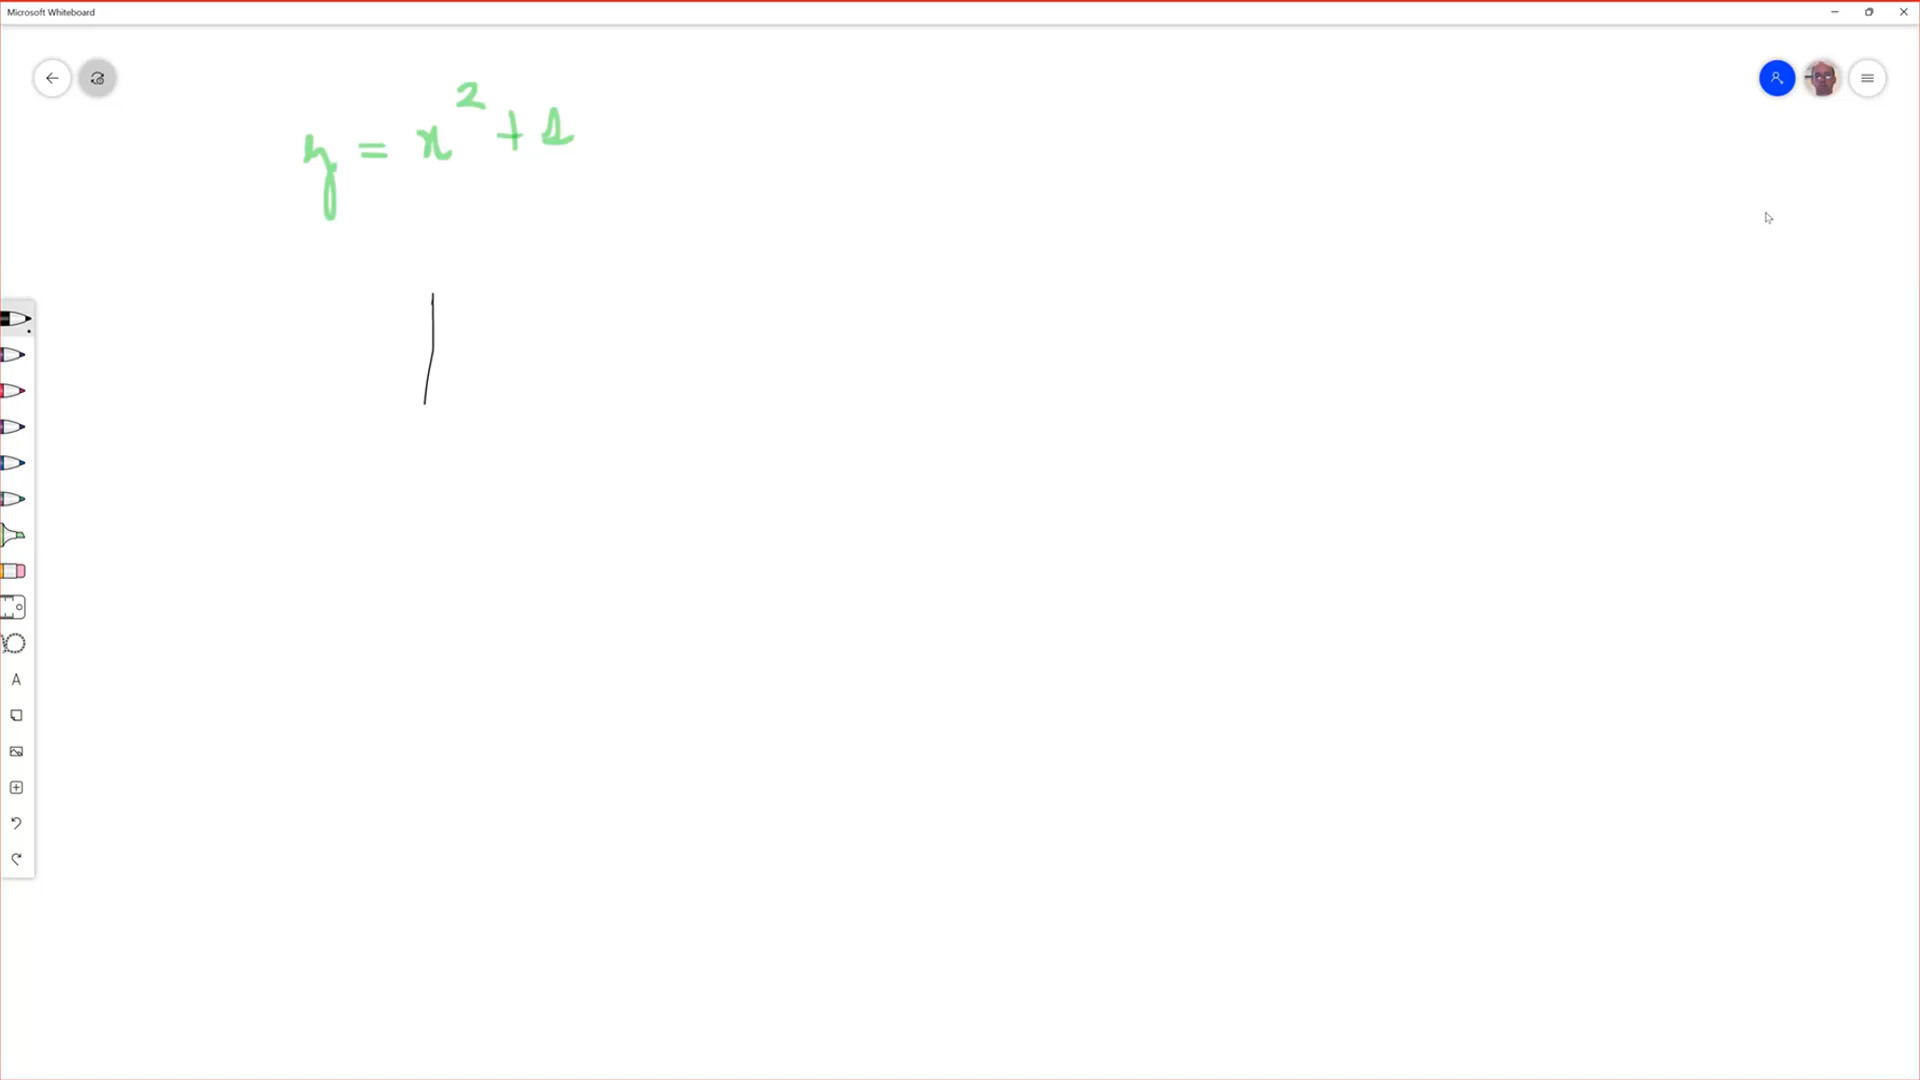 Microsoft Whiteboard
y = x² + 1
A